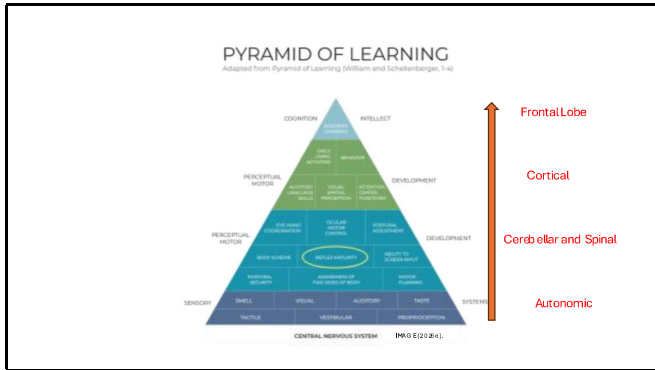 PYRAMID OF LEARNING
Adapted from Pyramid of Learning (William and Schellenberger, 1-4)
Frontal Lobe
COGNITION
INTELLECT
ACADEMIC
LEARNING
DAILY
LIVING
ACTIVITIES
BEHAVIOR
Cortical
PERCEPTUAL
MOTOR
DEVELOPMENT
AUDITORY
LANGUAGE
SKILLS
VISUAL
SPATIAL
PERCEPTION
ATTENTION
CENTER
FUNCTIONS
EYE-HAND
COORDINATION
OCULAR
MOTOR
CONTROL
POSTURAL
ADJUSTMENT
PERCEPTUAL
MOTOR
DEVELOPMENT
Cerebellar and Spinal
BODY SCHEME
REFLEX MATURITY
ABILITY TO
SCREEN INPUT
POSTURAL
SECURITY
AWARENESS OF
TWO SIDES OF BODY
MOTOR
PLANNING
SENSORY
SMELL
VISUAL
AUDITORY
TASTE
SYSTEMS
Autonomic
TACTILE
VESTIBULAR
PROPRIOCEPTION
CENTRAL NERVOUS SYSTEM